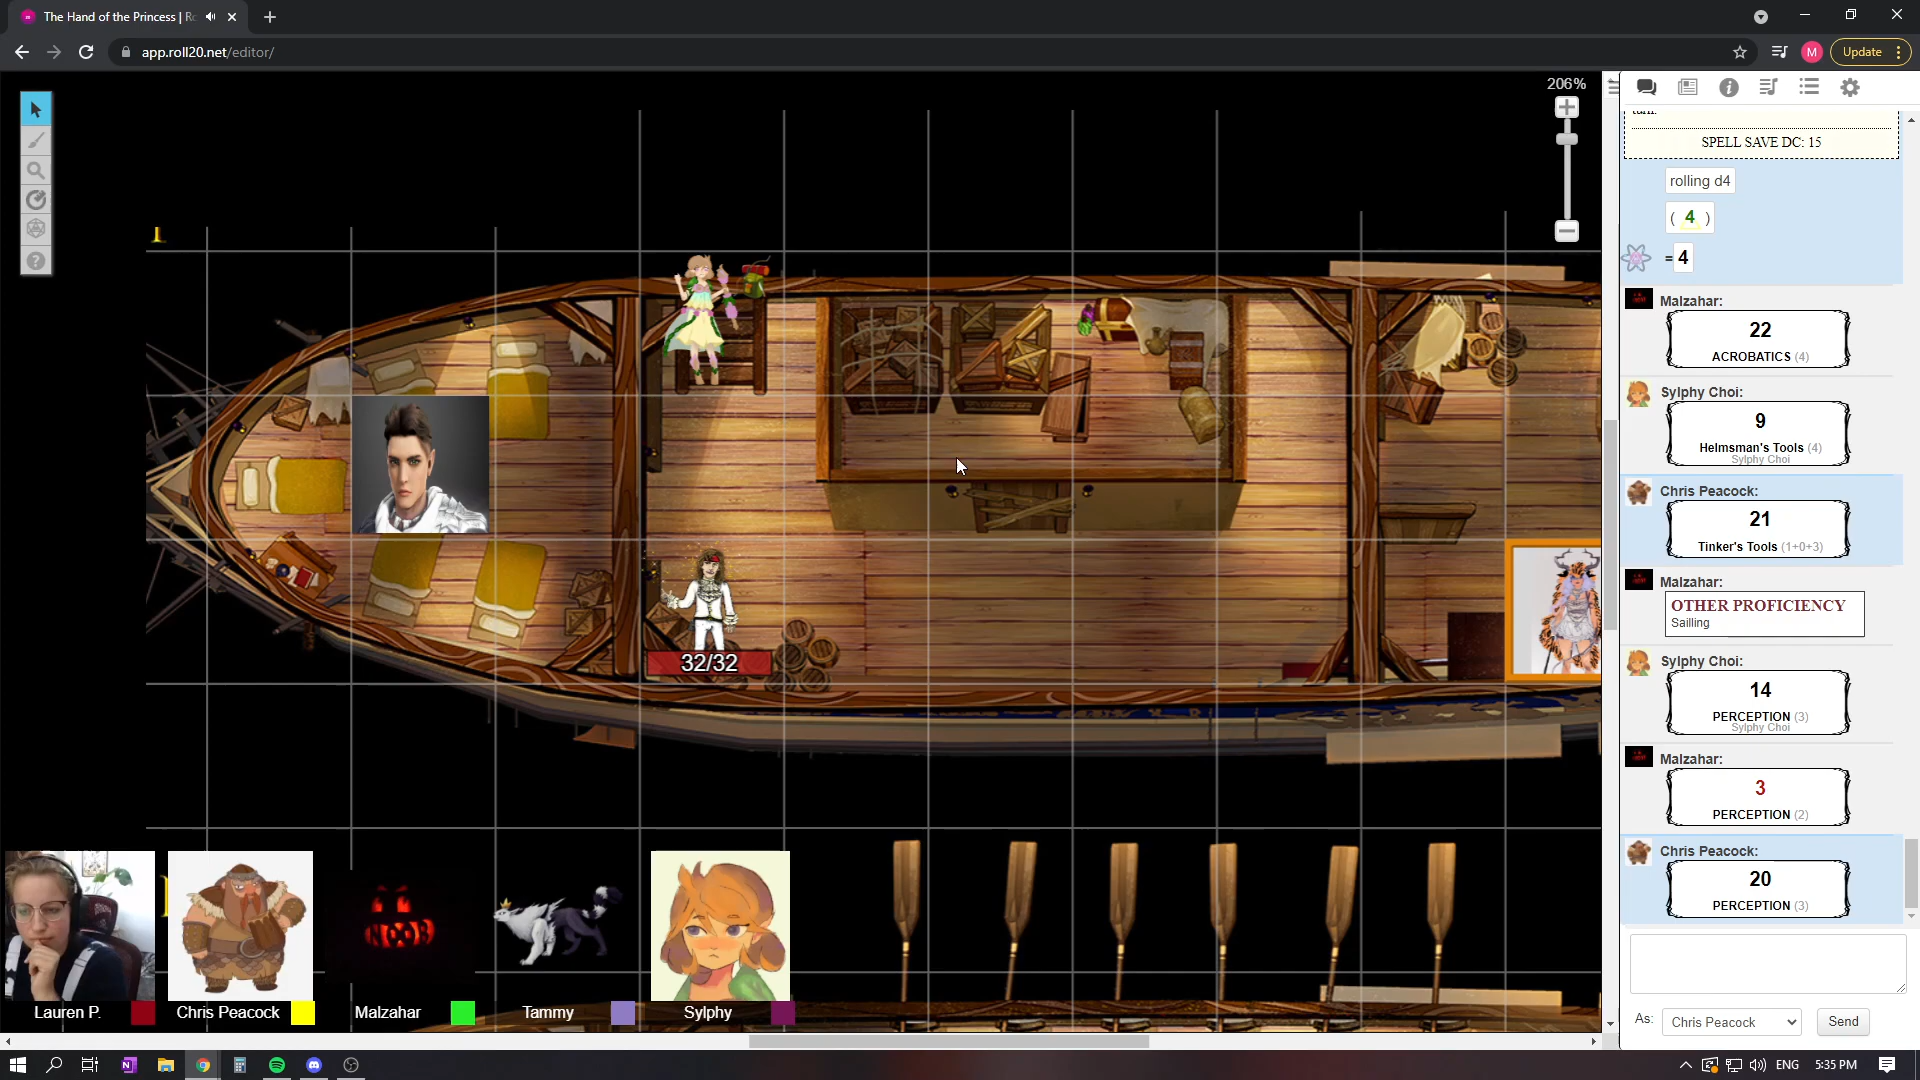 The Hand of the Princess | Ro
app.roll20.net/editor/
M
Update
206%
SPELL SAVE DC: 15
rolling d4
( 4 )
=4
Malzahar:
22
ACROBATICS (4)
Sylphy Choi:
9
Helmsman's Tools (4)
Sylphy Choi
Chris Peacock:
21
Tinker's Tools (1+0+3)
Malzahar:
OTHER PROFICIENCY
Sailling
Sylphy Choi:
14
PERCEPTION (3)
Sylphy Choi
Malzahar:
3
PERCEPTION (2)
Chris Peacock:
20
PERCEPTION (3)
32/32
NOOB
Lauren P.
Chris Peacock
Malzahar
Tammy
Sylphy
As:
Chris Peacock
Send
ENG
5:35 PM